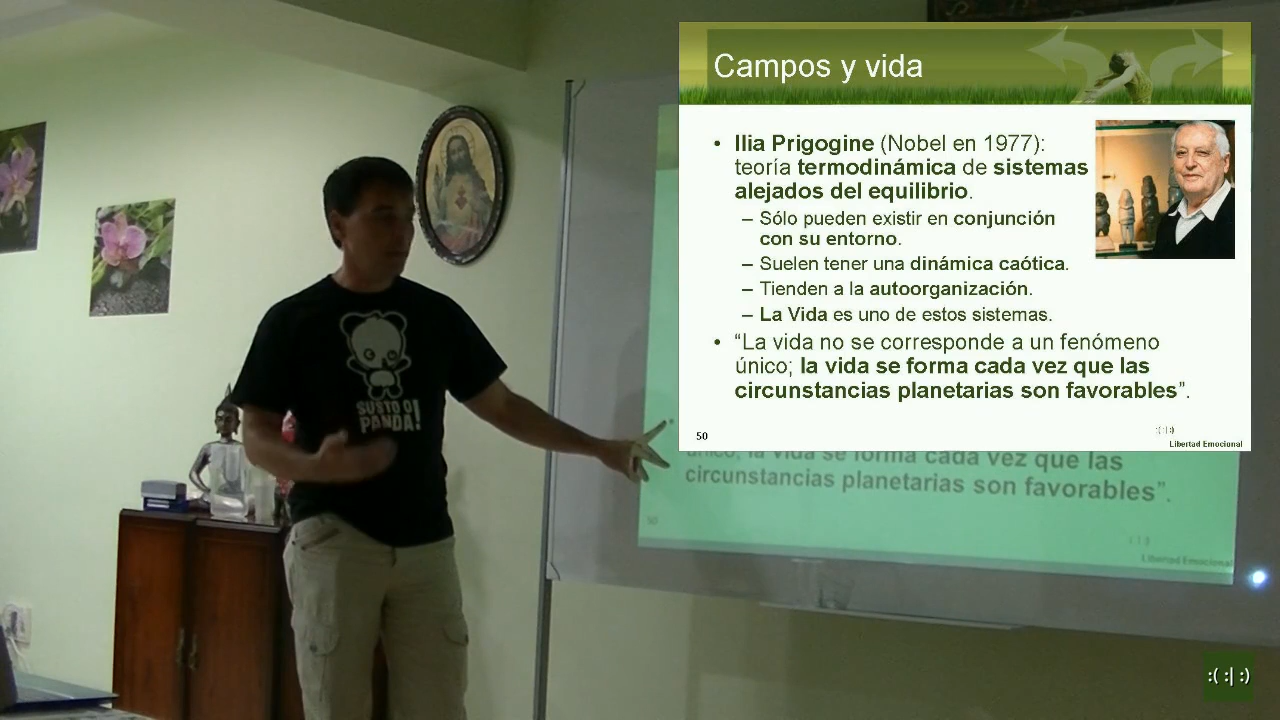 Campos y vida
• Ilia Prigogine (Nobel en 1977):
teoría termodinámica de sistemas
alejados del equilibrio.
– Sólo pueden existir en conjunción
con su entorno.
– Suelen tener una dinámica caótica.
– Tienden a la autoorganización.
– La Vida es uno de estos sistemas.
• “La vida no se corresponde a un fenómeno
único; la vida se forma cada vez que las
circunstancias planetarias son favorables”.
50
:(:|:)
Libertad Emocional
único; la vida se forma cada vez que las
circunstancias planetarias son favorables”.
50
Libertad Emocional
SUSTO O
PANDA!
:( :| :)